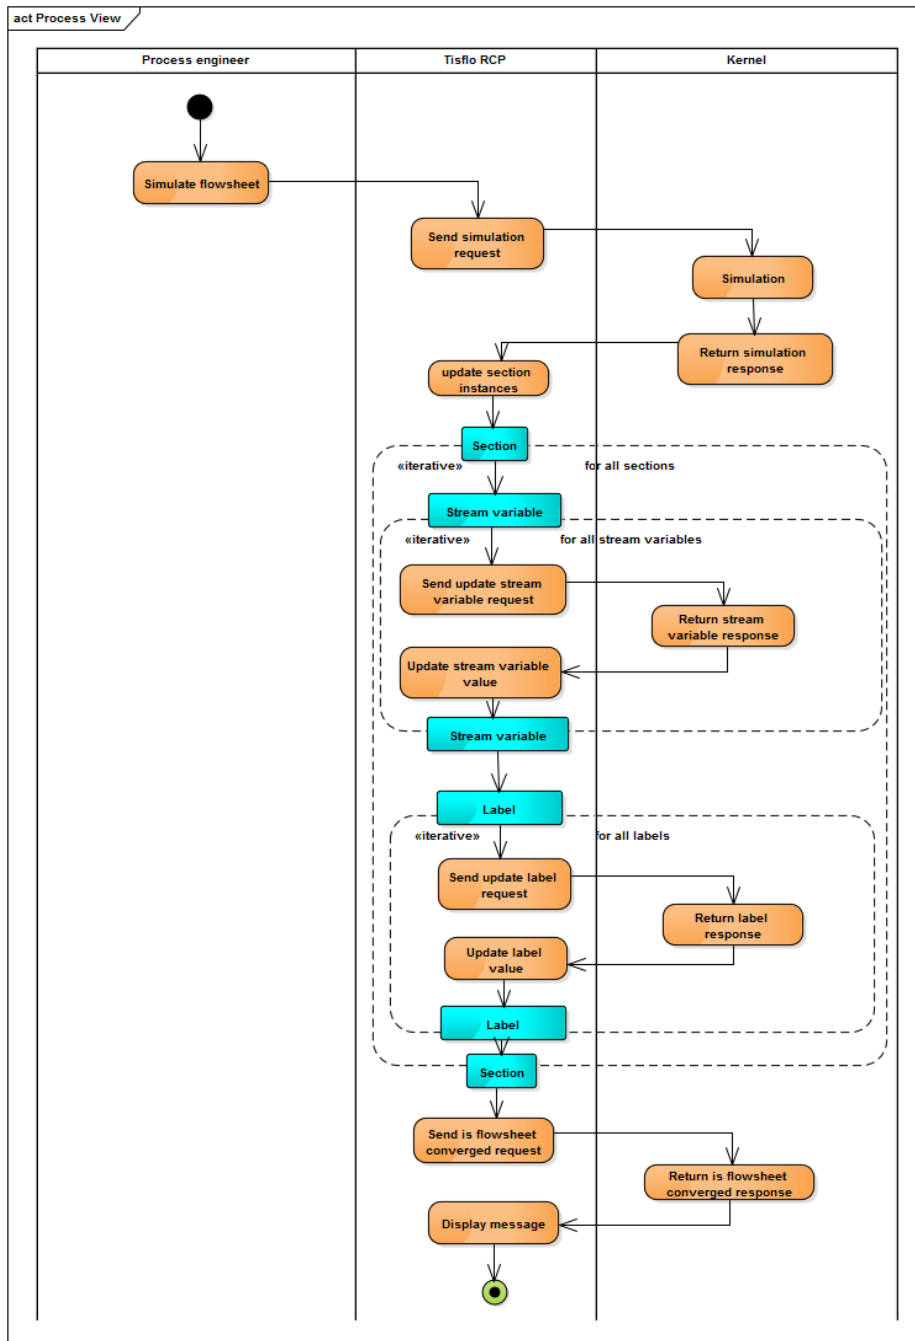 act Process View
Process engineer
Tisflo RCP
Kernel
Simulate flowsheet
Send simulation
request
Simulation
Return simulation
response
update section
instances
Section
«iterative»
for all sections
Stream variable
«iterative»
for all stream variables
Send update stream
variable request
Return stream
variable response
Update stream variable
value
Stream variable
Label
«iterative»
for all labels
Send update label
request
Return label
response
Update label
value
Label
Section
Send is flowsheet
converged request
Return is flowsheet
converged response
Display message